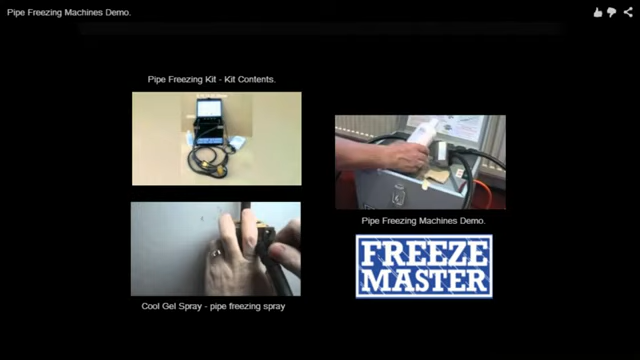 Pipe Freezing Machines Demo.
Pipe Freezing Kit - Kit Contents.
Pipe Freezing Machines Demo.
Cool Gel Spray - pipe freezing spray
FREEZE
MASTER